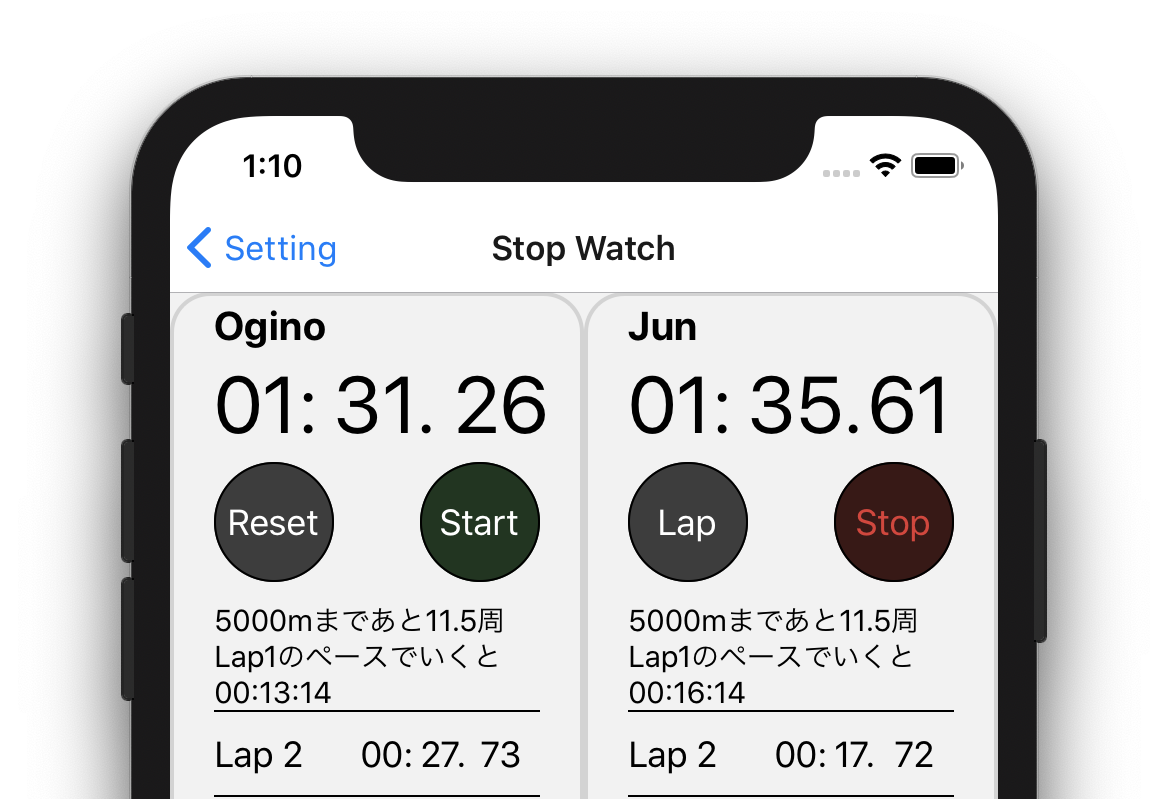 1:10
Setting
Stop Watch
Ogino
01: 31. 26
Reset
Start
5000mまであと11.5周
Lap1のペースでいくと
00:13:14
Lap 2 00: 27. 73
Jun
01: 35.61
Lap
Stop
5000mまであと11.5周
Lap1のペースでいくと
00:16:14
Lap 2 00: 17. 72